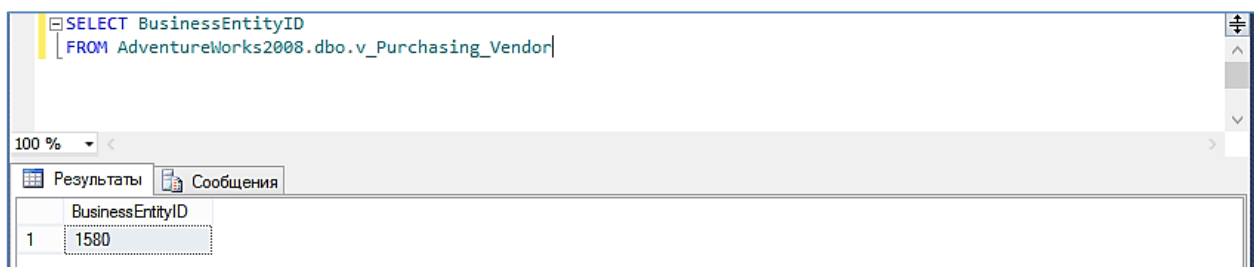 SELECT BusinessEntityID
FROM AdventureWorks2008.dbo.v_Purchasing_Vendor
100 %
Результаты Сообщения
BusinessEntityID
1 1580